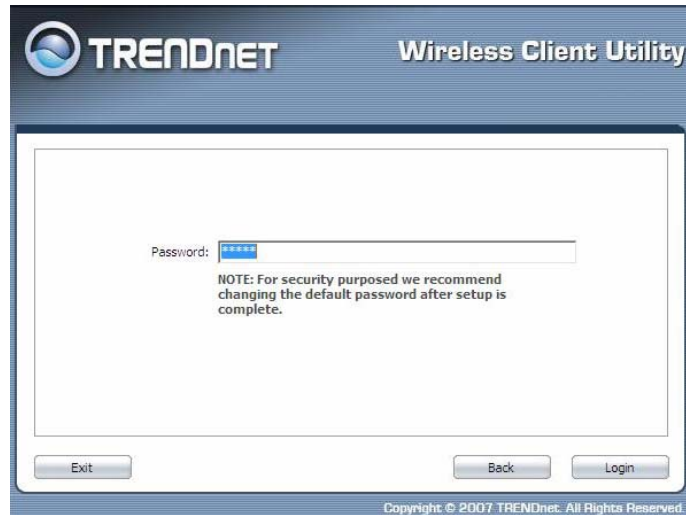 TRENDNET
Wireless Client Utility
Password: *****
NOTE: For security purposed we recommend
changing the default password after setup is
complete.
Exit
Back
Login
Copyright © 2007 TRENDnet. All Rights Reserved.